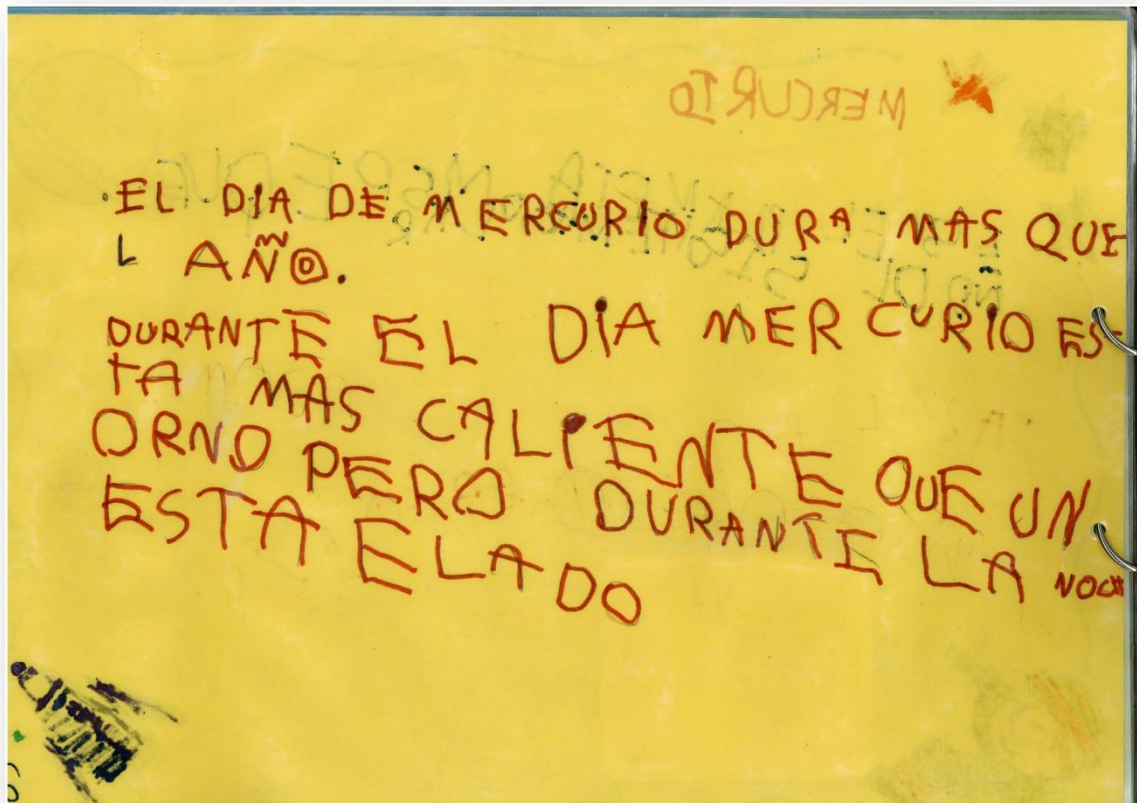 EL DIA DE MERCURIO DURA MAS QUE
L AÑO.
DURANTE EL DIA MERCURIO ES-
TA MAS CALIENTE QUE UN
ORNO PERO DURANTE LA NOCH
ESTA ELADO
MERCURIO